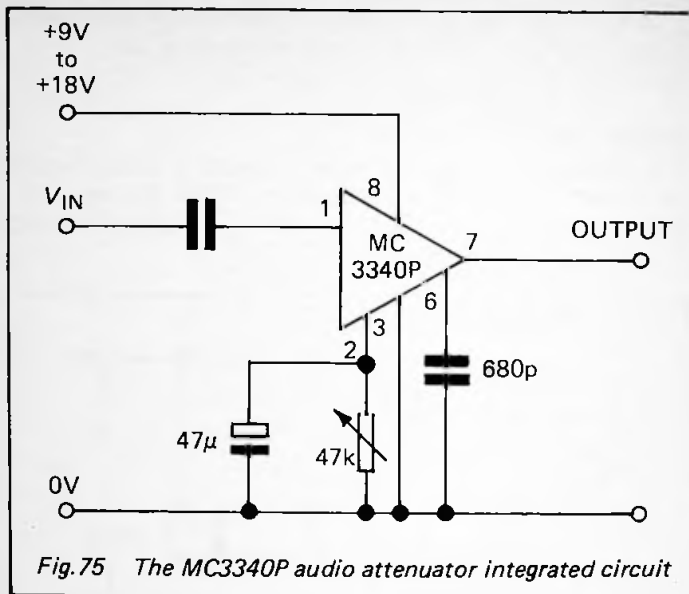 +9V
to
+18V
V_IN
1
8
MC
3340P
7
OUTPUT
6
3
2
680p
47µ
47k
0V
Fig.75 The MC3340P audio attenuator integrated circuit